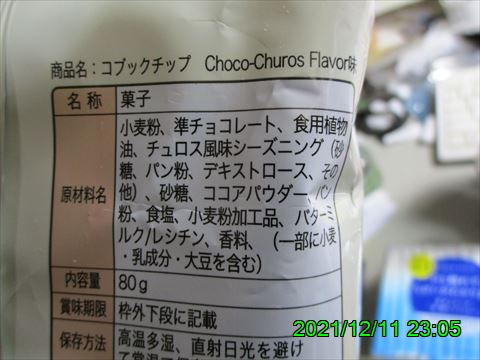 商品名：コブックチップ Choco-Churos Flavor味
名 称 菓子
原材料名 小麦粉、準チョコレート、食用植物
油、チュロス風味シーズニング（砂
糖、パン粉、デキストロース、その
他）、砂糖、ココアパウダー、パン
粉、食塩、小麦粉加工品、バターミ
ルク/レシチン、香料、（一部に小麦
・乳成分・大豆を含む）
内容量 80g
賞味期限 枠外下段に記載
保存方法 高温多湿、直射日光を避け
2021/12/11 23:05